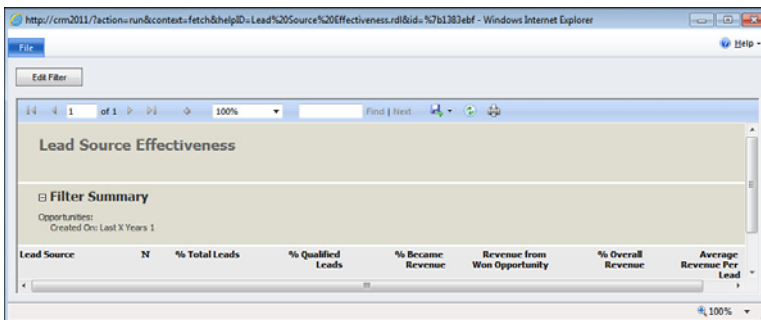 http://crm2011/?action=run&context=fetch&helpID=Lead%20Source%20Effectiveness.rdl&id=%7b1383ebf - Windows Internet Explorer
File
Help
Edit Filter
1 of 1 100% Find | Next
Lead Source Effectiveness
Filter Summary
Opportunities:
Created On: Last X Years 1
Lead Source N % Total Leads % Qualified Leads % Became Revenue Revenue from Won Opportunity % Overall Revenue Average Revenue Per Lead
100%